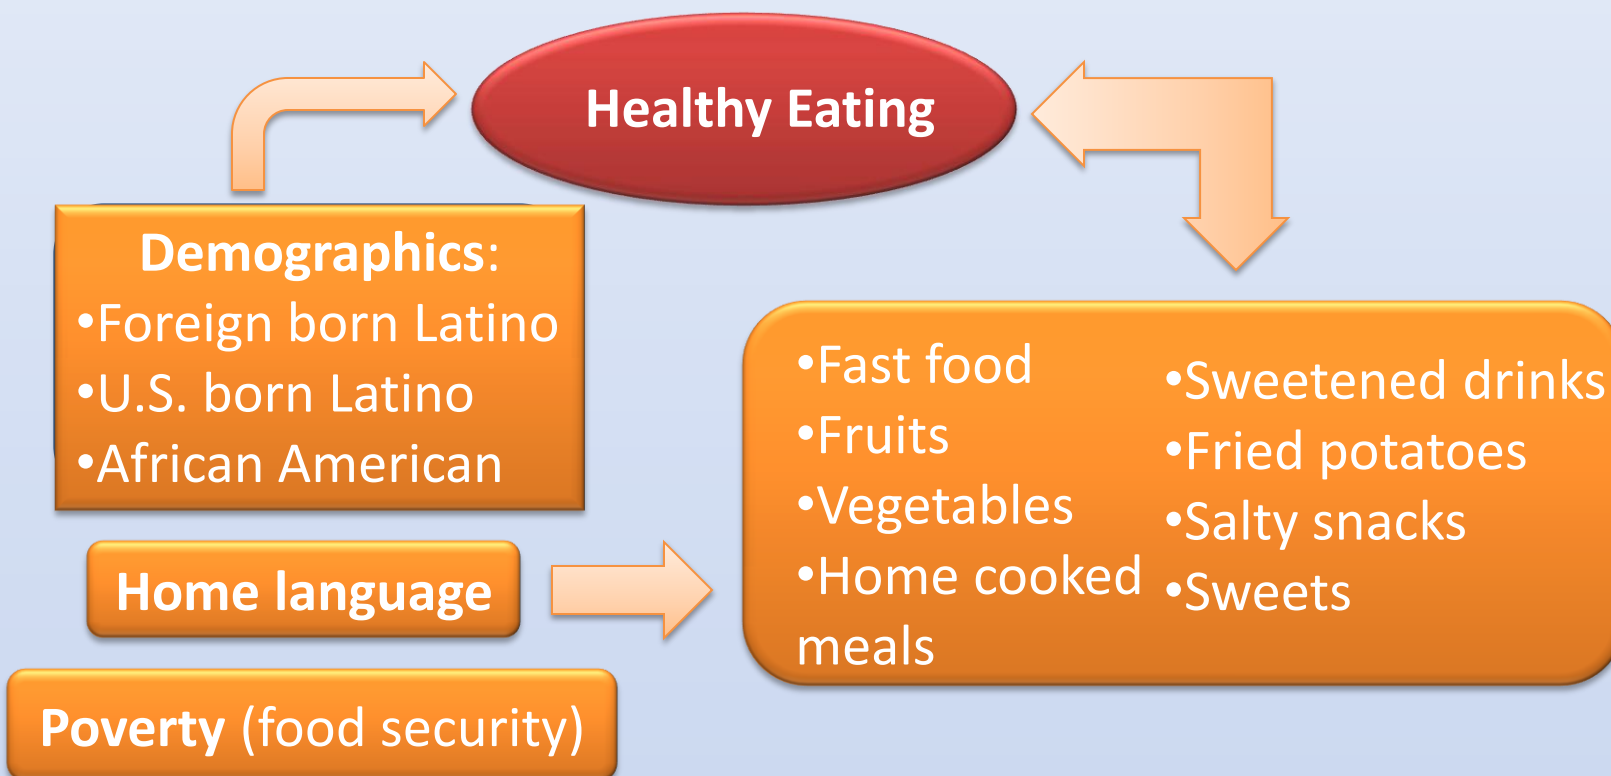 Healthy Eating
Demographics:
•Foreign born Latino
•U.S. born Latino
•African American
Home language
Poverty (food security)
•Fast food
•Fruits
•Vegetables
•Home cooked
meals
•Sweetened drinks
•Fried potatoes
•Salty snacks
•Sweets